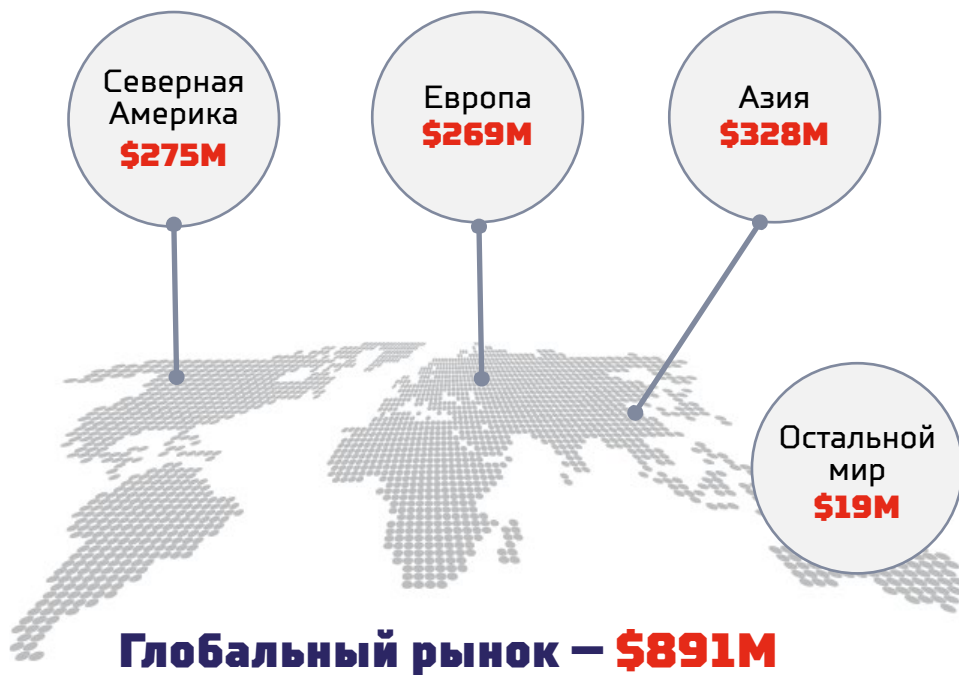 Северная
Америка
$275M
Европа
$269M
Азия
$328M
Остальной
мир
$19M
Глобальный рынок – $891M